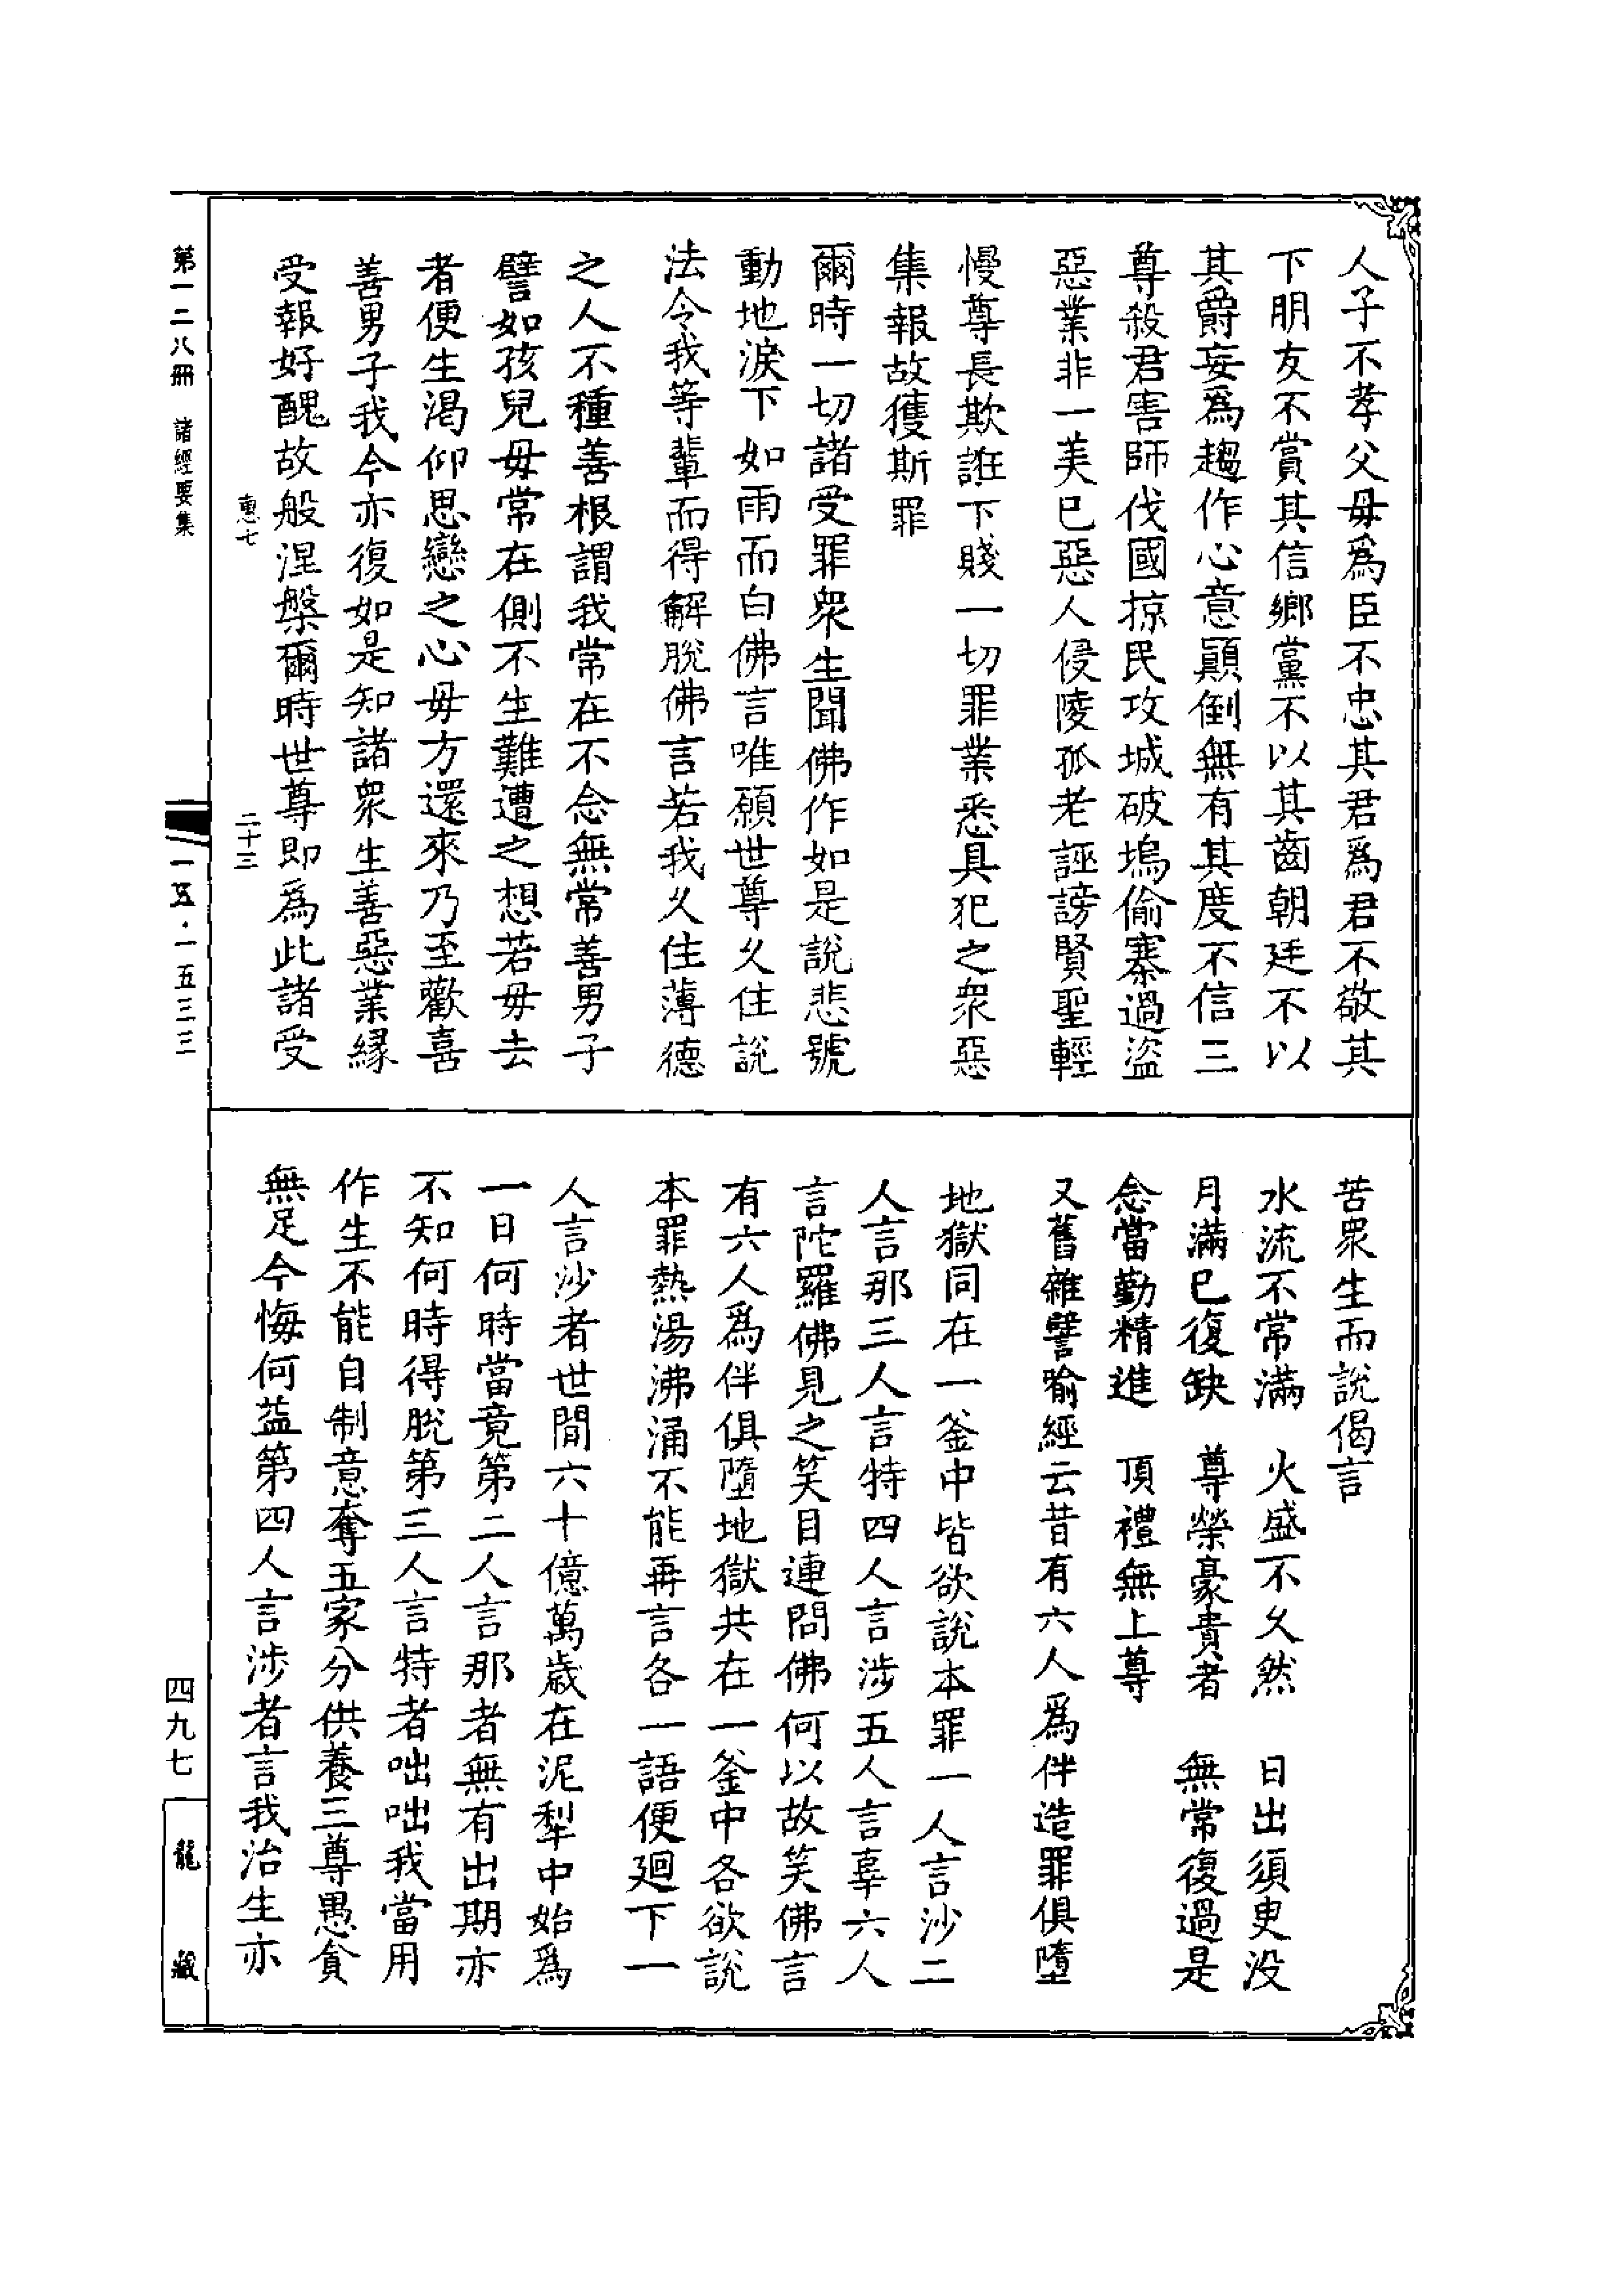 人子不孝父母爲臣不忠其君爲君不敬其
下朋友不賞其信鄉黨不以其齒朝廷不以
其爵妄爲趨作心意顚倒無有其度不信三
尊殺君害師伐國掠民攻城破塢偷寨過盜
惡業非一美已惡人侵陵孤老誣謗賢聖輕
慢尊長欺誑下賤一切罪業悉具犯之衆惡
集報故獲斯罪
爾時一切諸受罪衆生聞佛作如是說悲號
動地淚下如雨而白佛言唯願世尊久住說
法令我等輩而得解脫佛言若我久住薄德
之人不種善根謂我常在不念無常善男子
譬如孩兒母常在側不生難遭之想若母去
者便生渴仰思戀之心母方還來乃至歡喜
善男子我今亦復如是知諸衆生善惡業緣
受報好醜故般涅槃爾時世尊即爲此諸受
惠七 二十三
苦衆生而說偈言
水流不常滿 火盛不久然 日出須臾没
月滿已復缺 尊榮豪貴者 無常復過是
念當勤精進 頂禮無上尊
又舊雜譬喻經云昔有六人爲伴造罪俱墮
地獄同在一釜中皆欲說本罪一人言沙二
人言那三人言特四人言涉五人言辜六人
言陀羅佛見之笑目連問佛何以故笑佛言
有六人爲伴俱墮地獄共在一釜中各欲說
本罪熱湯沸涌不能再言各一語便廻下一
人言沙者世間六十億萬歲在泥犁中始爲
一日何時當竟第二人言那者無有出期亦
不知何時得脫第三人言特者咄咄我當用
作生不能自制意奪五家分供養三尊愚貪
無足今悔何益第四人言涉者言我治生亦
第一二八冊 諸經要集
一五·一五三三
四九七
龍藏